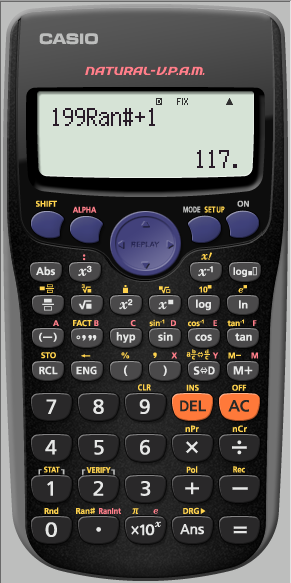 CASIO
NATURAL-V.P.A.M.
D FIX ▲
199Ran#+1
117.
SHIFT ALPHA MODE SETUP ON
REPLAY
: x!
Abs x³ x⁻¹ log▪▯
▪▭ ³√▪ ▪ ▪√▯ 10▪ e▪
√▪ x² x▪ log ln
A FACT B C sin⁻¹ D cos⁻¹ E tan⁻¹ F
(−) °,,, hyp sin cos tan
STO ← % , X a b/c⇔d/c Y M− M
RCL ENG ( ) S⇔D M+
CLR INS OFF
7 8 9 DEL AC
nPr nCr
4 5 6 × ÷
STAT VERIFY Pol Rec
1 2 3 + −
Rnd Ran# RanInt π e DRG▶
0 • ×10ˣ Ans =